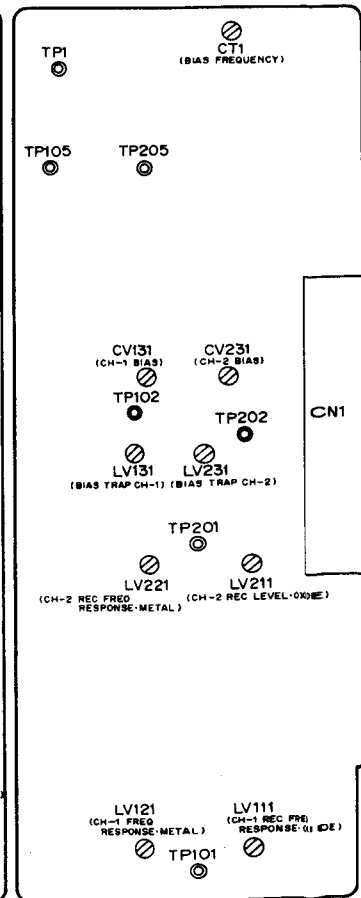 CT1
(BIAS FREQUENCY)
TP1
TP105
TP205
CV131
(CH-1 BIAS)
CV231
(CH-2 BIAS)
TP102
TP202
CN1
LV131
(BIAS TRAP CH-1)
LV231
(BIAS TRAP CH-2)
TP201
LV221
(CH-2 REC FREQ
RESPONSE·METAL)
LV211
(CH-2 REC LEVEL·
LV121
(CH-1 FREQ
RESPONSE·METAL)
LV111
(CH-1 REC
RESPONSE·
TP101